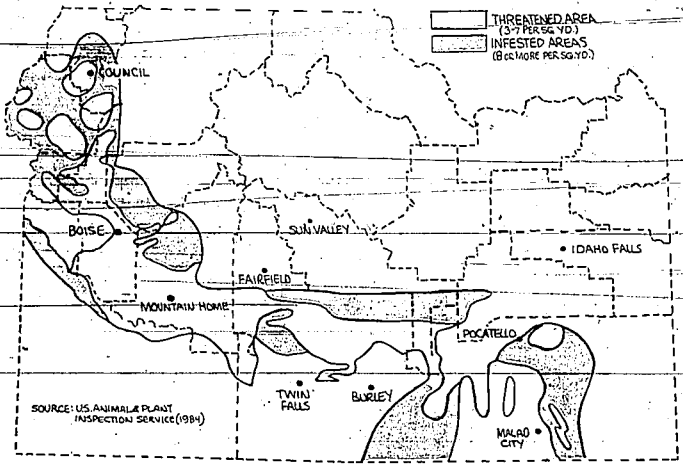 THREATENED AREA
(3-7 PER SQ. YD.)
INFESTED AREAS
(8 OR MORE PER SQ. YD.)
COUNCIL
BOISE
SUN VALLEY
IDAHO FALLS
FAIRFIELD
MOUNTAIN HOME
POCATELLO
TWIN
FALLS
BURLEY
MALAD
CITY
SOURCE: U.S. ANIMAL & PLANT
INSPECTION SERVICE (1984)